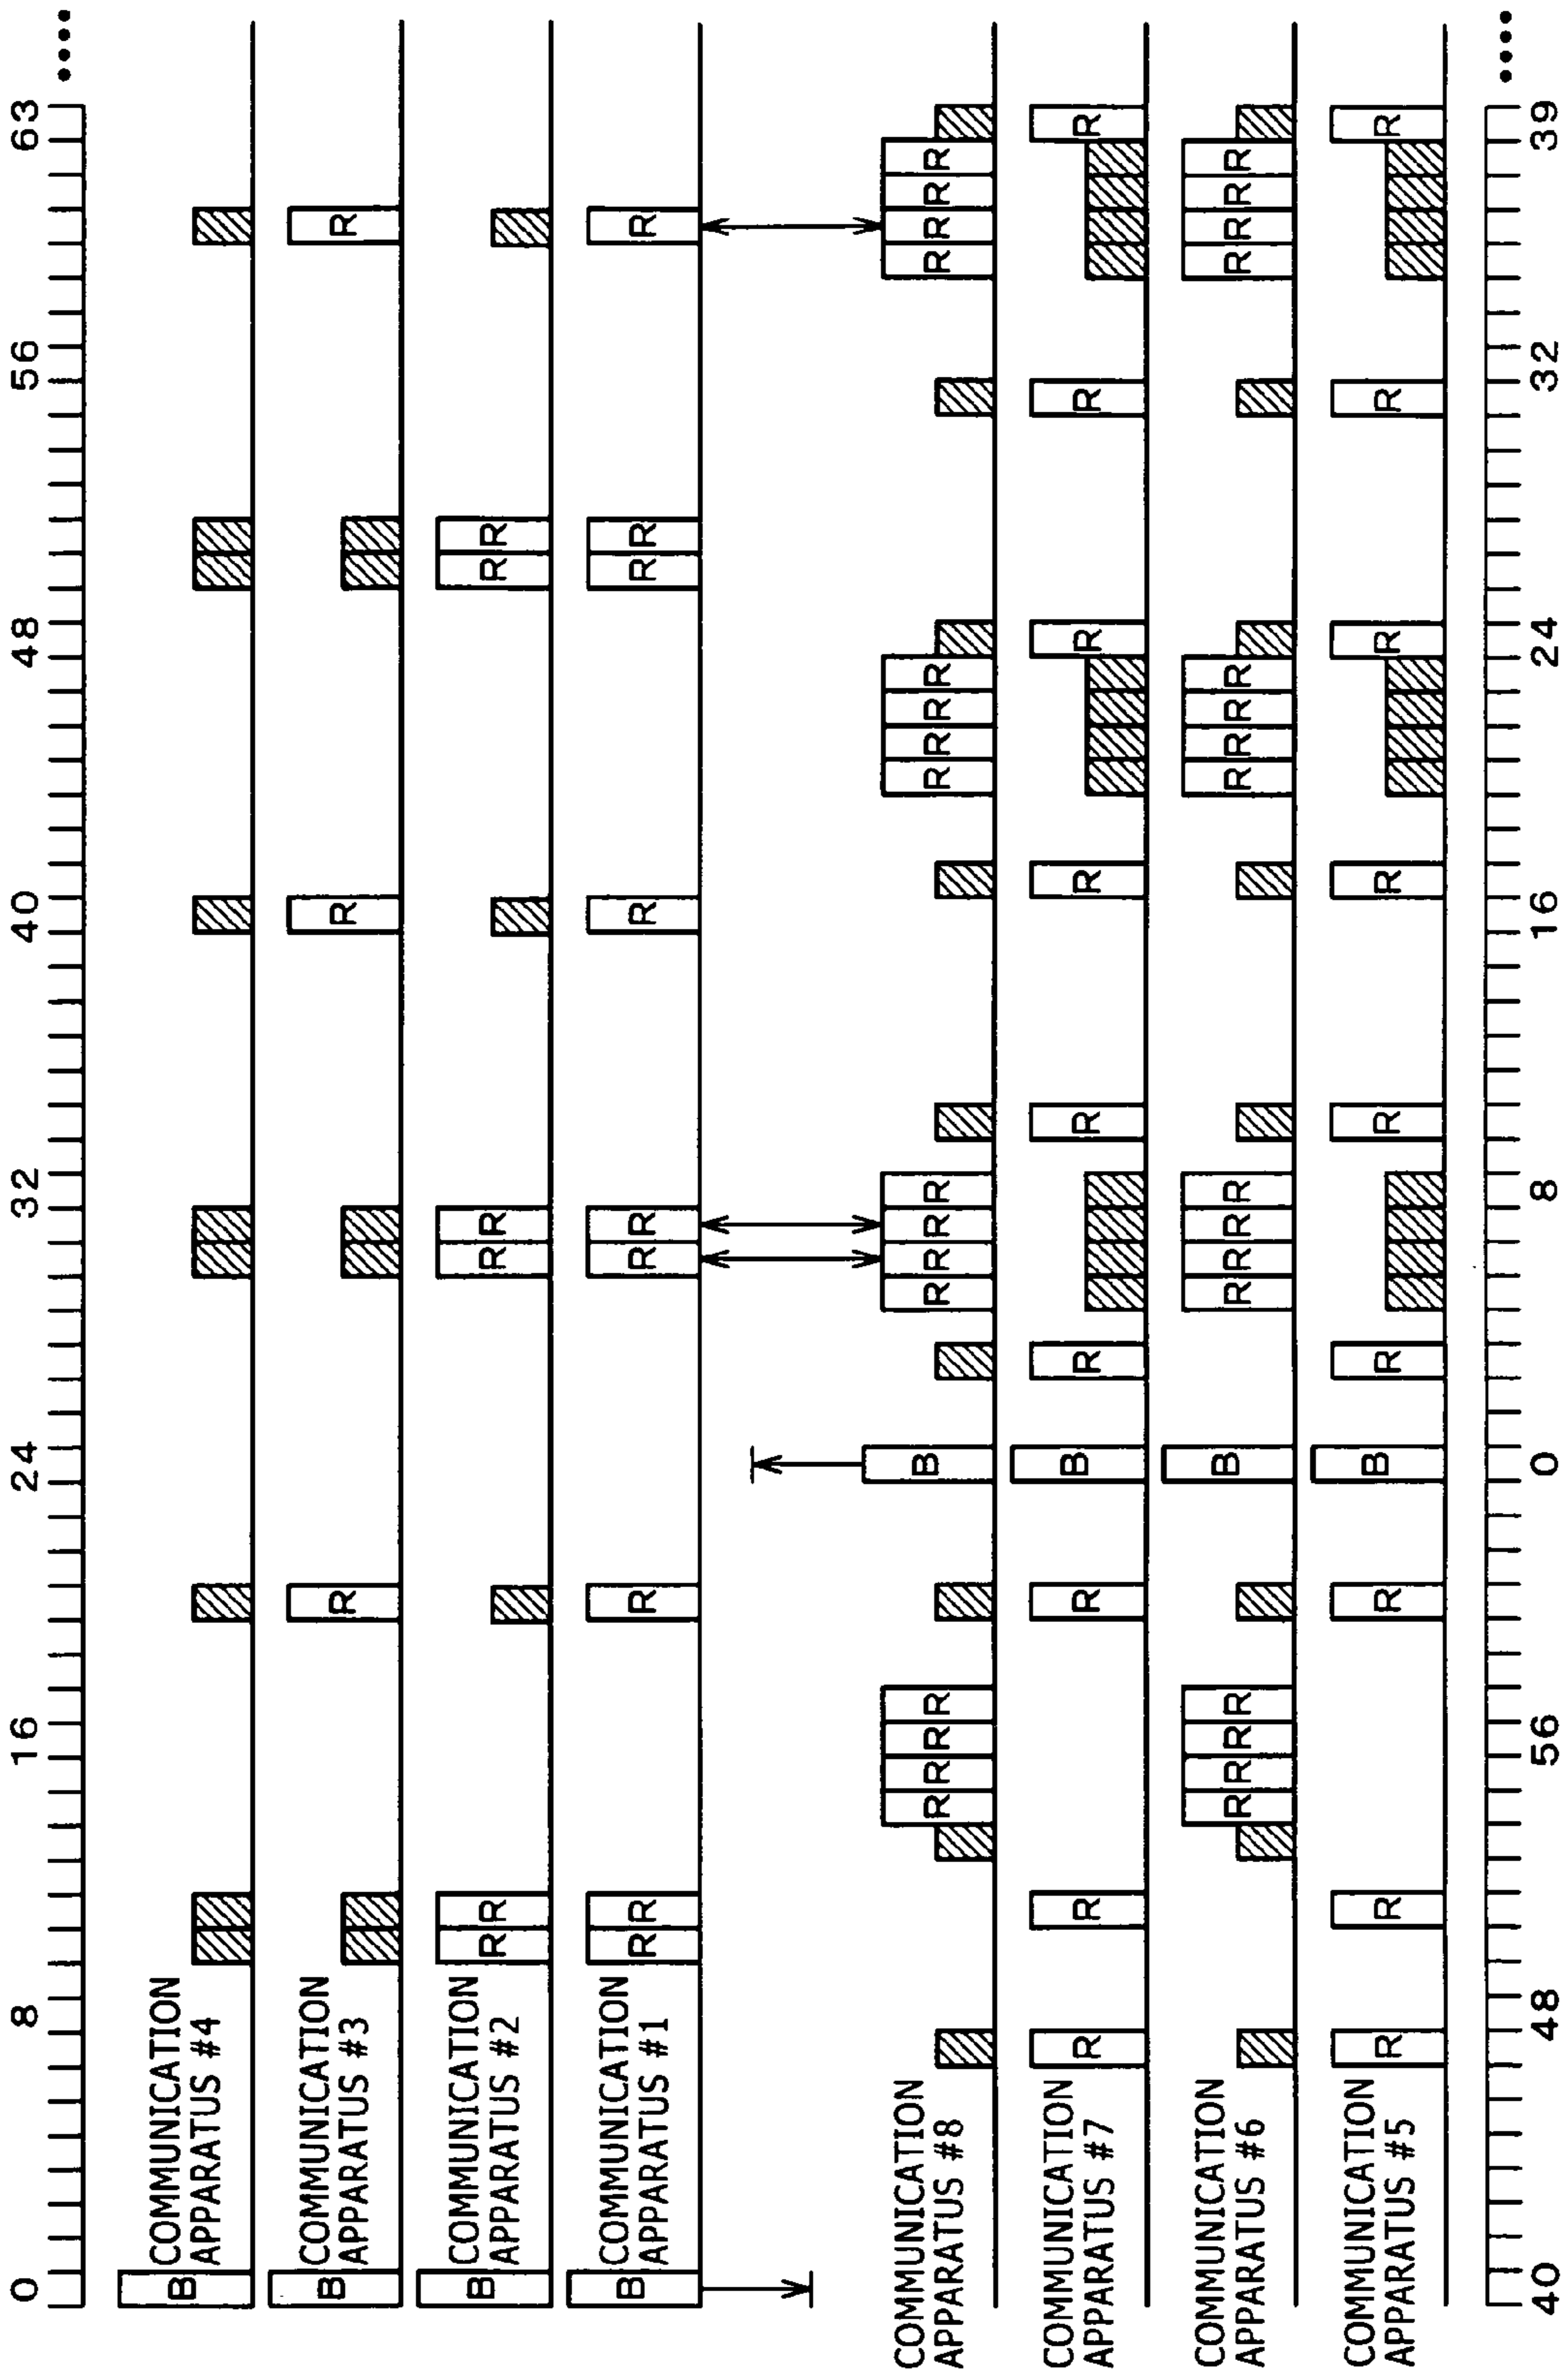 0 8 16 24 32 40 48 56 63 ••••
B
COMMUNICATION
APPARATUS #4
B R R R
COMMUNICATION
APPARATUS #3
B R R R R R R
COMMUNICATION
APPARATUS #2
B R R R R R R R R R
COMMUNICATION
APPARATUS #1
COMMUNICATION
APPARATUS #8
R R R R B R R R R R R R R R R R R
COMMUNICATION
APPARATUS #7
R R R B R R R R R R
COMMUNICATION
APPARATUS #6
R R R R B R R R R R R R R R R R R
COMMUNICATION
APPARATUS #5
R R R B R R R R R R
40 48 56 0 8 16 24 32 39 ••••